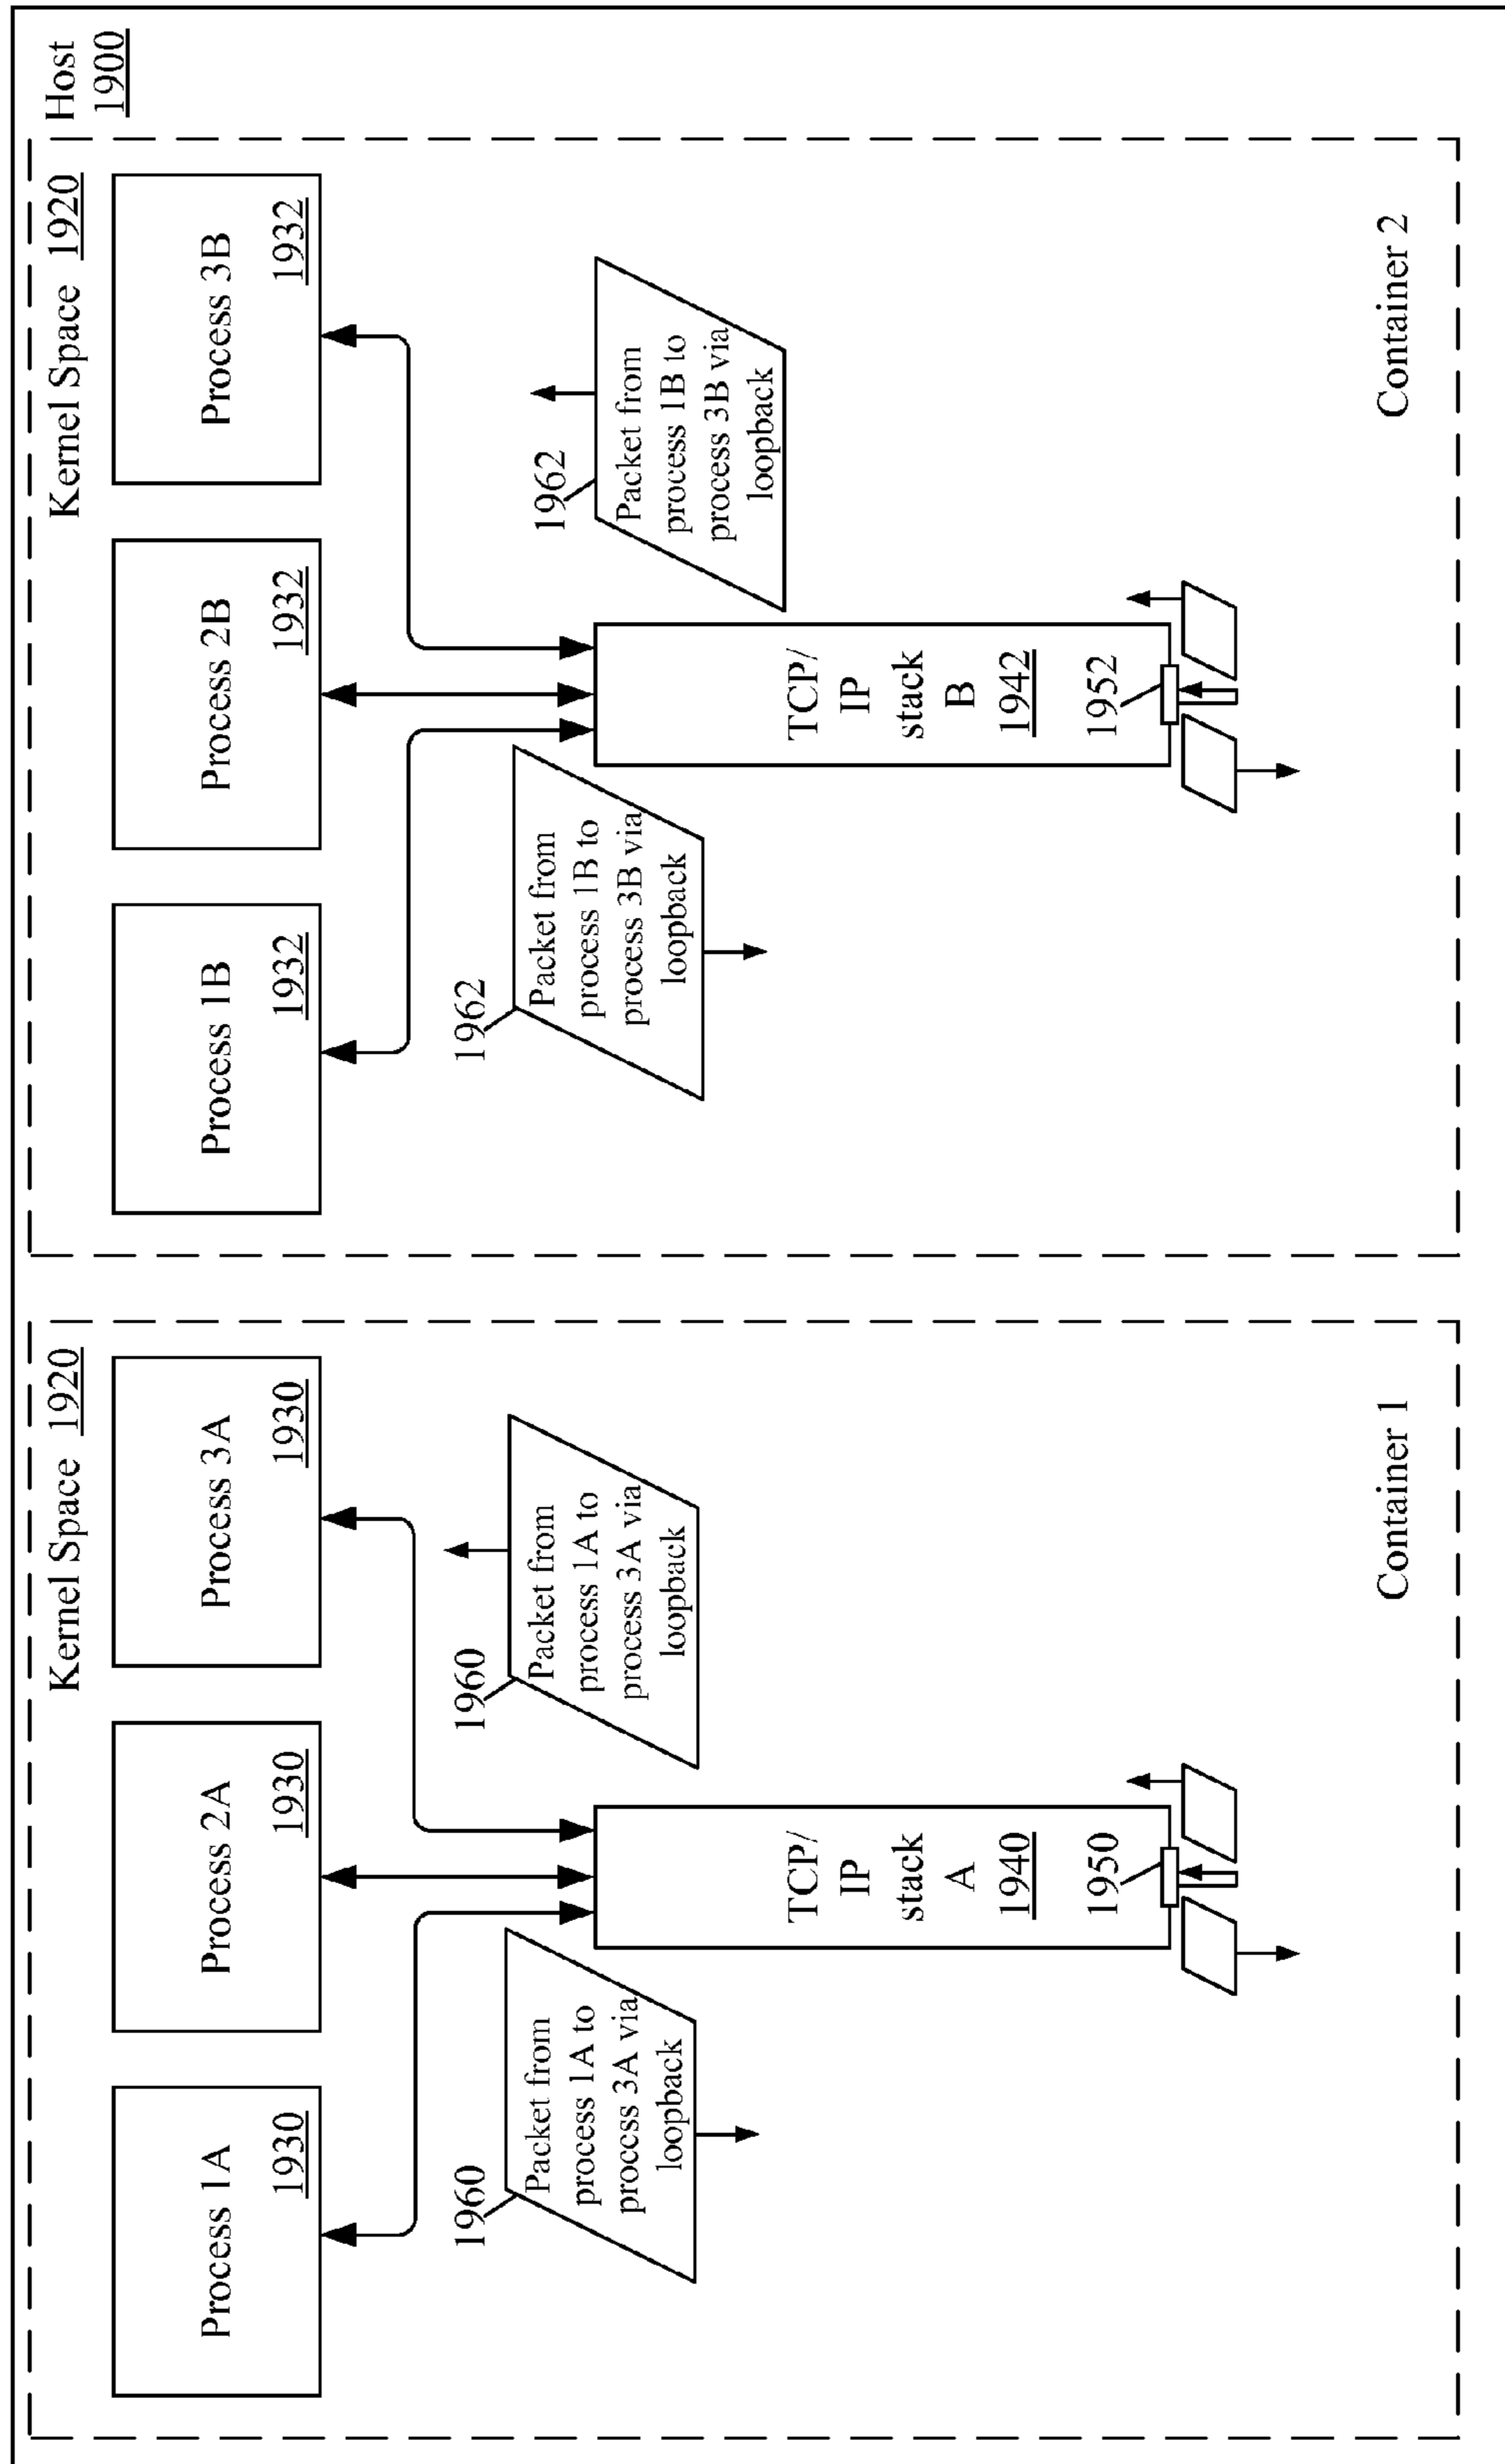 Host
1900
Kernel Space 1920
Process 1A
1930
Process 2A
1930
Process 3A
1930
1960
Packet from
process 1A to
process 3A via
loopback
1960
Packet from
process 1A to
process 3A via
loopback
TCP/
IP
stack
A
1940
1950
Container 1
Kernel Space 1920
Process 1B
1932
Process 2B
1932
Process 3B
1932
1962
Packet from
process 1B to
process 3B via
loopback
1962
Packet from
process 1B to
process 3B via
loopback
TCP/
IP
stack
B
1942
1952
Container 2